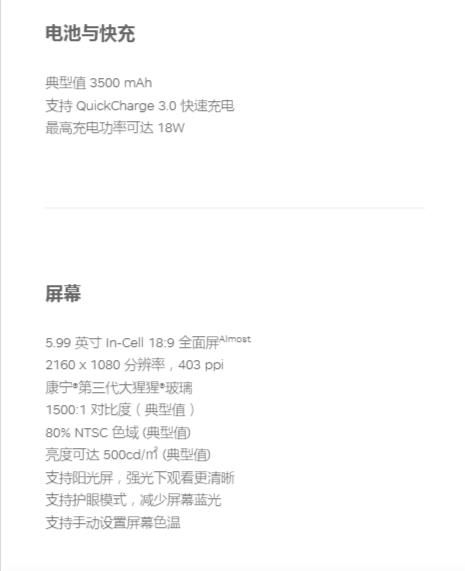 电池与快充
典型值 3500 mAh
支持 QuickCharge 3.0 快速充电
最高充电功率可达 18W
屏幕
5.99 英寸 In-Cell 18:9 全面屏Almost
2160 x 1080 分辨率，403 ppi
康宁®第三代大猩猩®玻璃
1500:1 对比度（典型值）
80% NTSC 色域 (典型值)
亮度可达 500cd/㎡ (典型值)
支持阳光屏，强光下观看更清晰
支持护眼模式，减少屏幕蓝光
支持手动设置屏幕色温